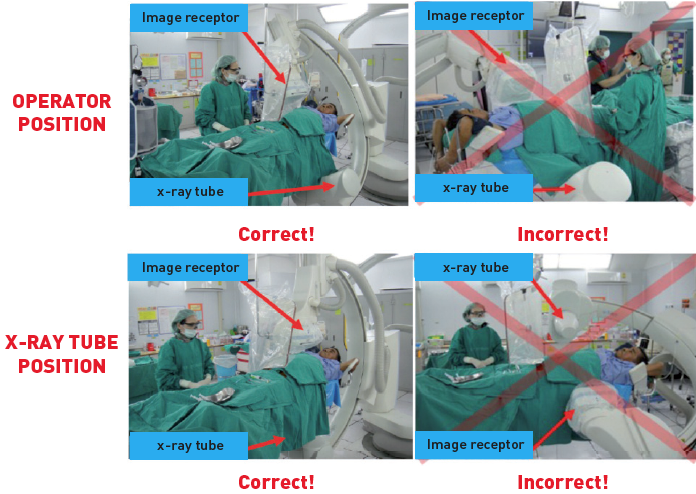 Image receptor
Image receptor
OPERATOR
POSITION
x-ray tube
x-ray tube
Correct!
Incorrect!
Image receptor
x-ray tube
X-RAY TUBE
POSITION
x-ray tube
Image receptor
Correct!
Incorrect!